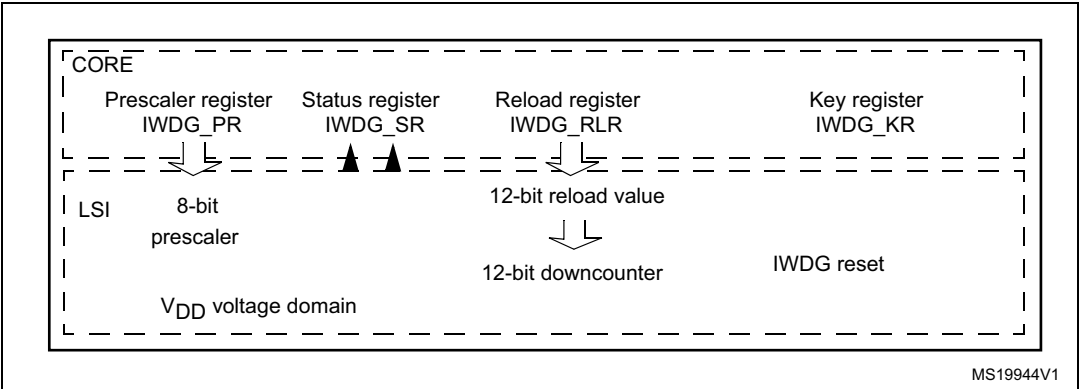 CORE
Prescaler register Status register Reload register Key register
IWDG_PR IWDG_SR IWDG_RLR IWDG_KR
LSI
8-bit
prescaler
12-bit reload value
12-bit downcounter
IWDG reset
VDD voltage domain
MS19944V1